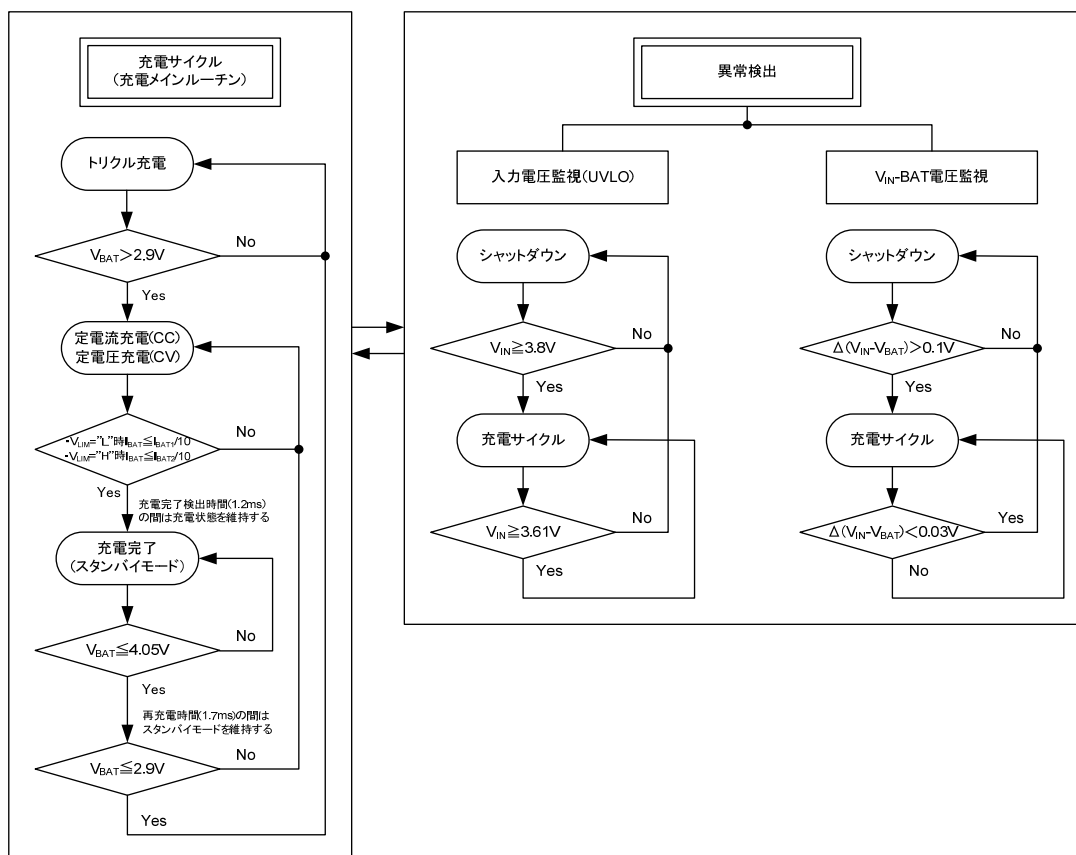 充電サイクル
（充電メインルーチン）
トリクル充電
VBAT＞2.9V
No
Yes
定電流充電(CC)
定電圧充電(CV)
-VLIM="L"時IBAT≦IBAT1/10
-VLIM="H"時IBAT≦IBAT2/10
No
Yes
充電完了検出時間(1.2ms)
の間は充電状態を維持する
充電完了
(スタンバイモード)
VBAT≦4.05V
No
Yes
再充電時間(1.7ms)の間は
スタンバイモードを維持する
VBAT≦2.9V
No
Yes
異常検出
入力電圧監視(UVLO)
シャットダウン
VIN≧3.8V
No
Yes
充電サイクル
VIN≧3.61V
No
Yes
VIN-BAT電圧監視
シャットダウン
Δ(VIN-VBAT)＞0.1V
No
Yes
充電サイクル
Δ(VIN-VBAT)＜0.03V
Yes
No